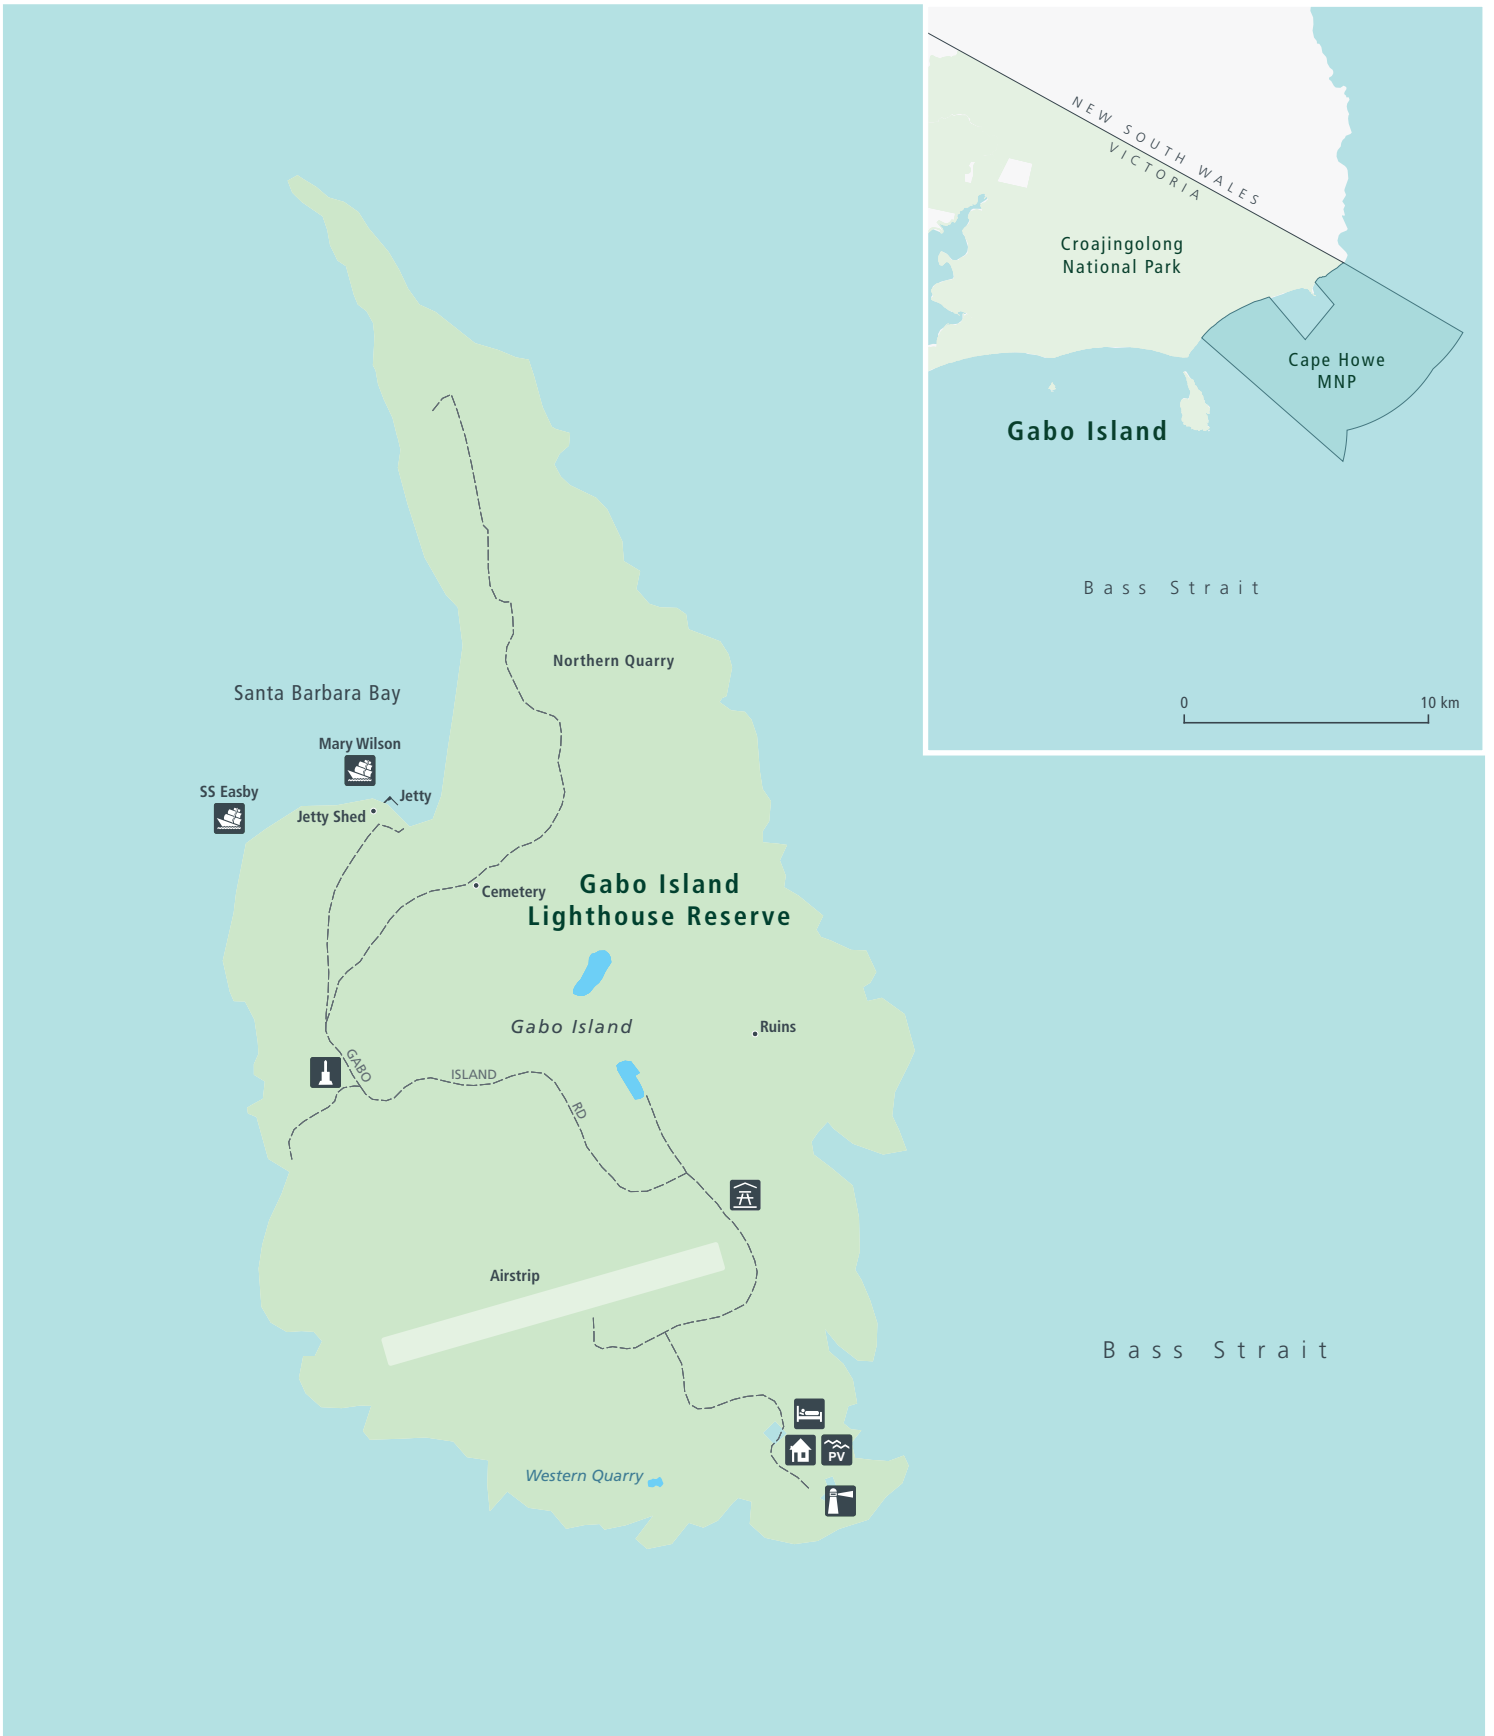 NEW SOUTH WALES
VICTORIA
Croajingolong
National Park
Cape Howe
MNP
Gabo Island
Bass Strait
0 10 km
Northern Quarry
Santa Barbara Bay
Mary Wilson
SS Easby
Jetty
Jetty Shed
Cemetery
Gabo Island
Lighthouse Reserve
Gabo Island
Ruins
GABO ISLAND RD
Airstrip
Bass Strait
PV
Western Quarry